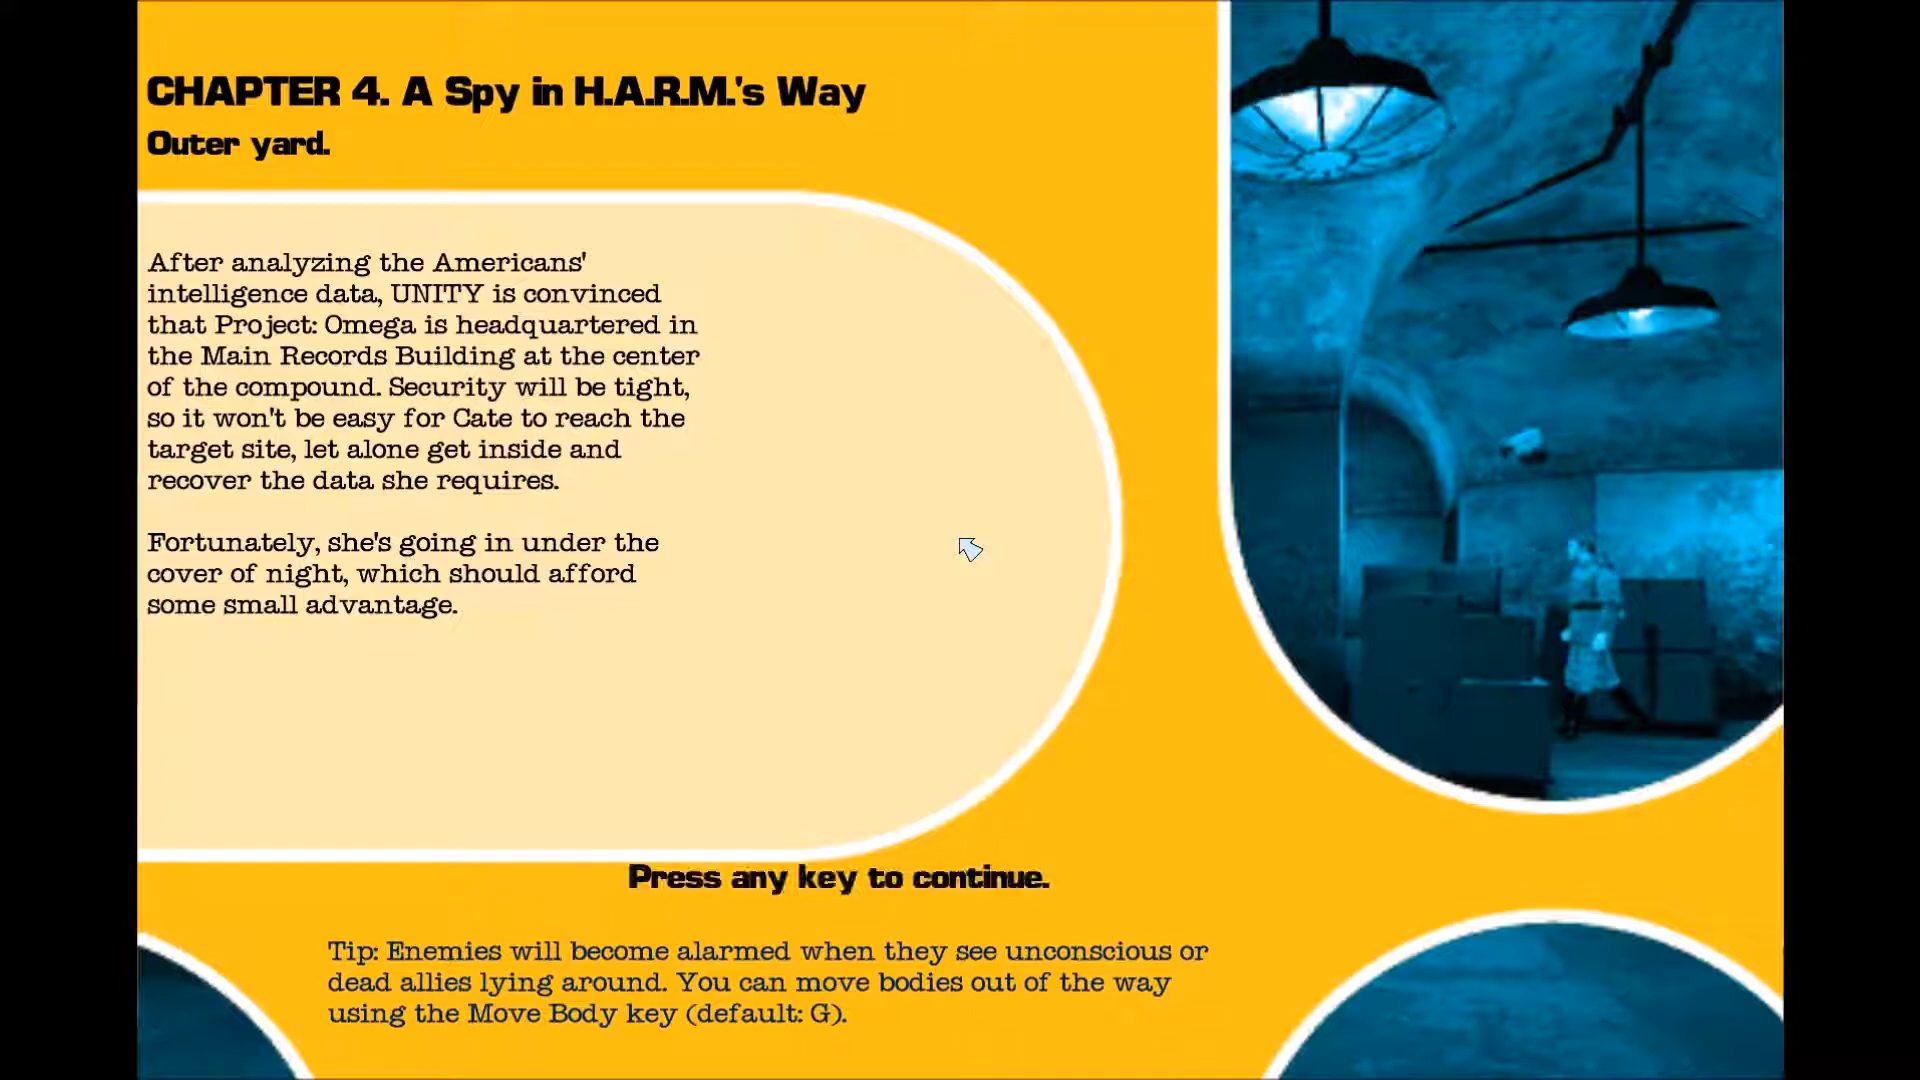 CHAPTER 4. A Spy in H.A.R.M.'s Way
Outer yard.
After analyzing the Americans'
intelligence data, UNITY is convinced
that Project: Omega is headquartered in
the Main Records Building at the center
of the compound. Security will be tight,
so it won't be easy for Cate to reach the
target site, let alone get inside and
recover the data she requires.
Fortunately, she's going in under the
cover of night, which should afford
some small advantage.
Press any key to continue.
Tip: Enemies will become alarmed when they see unconscious or
dead allies lying around. You can move bodies out of the way
using the Move Body key (default: G).